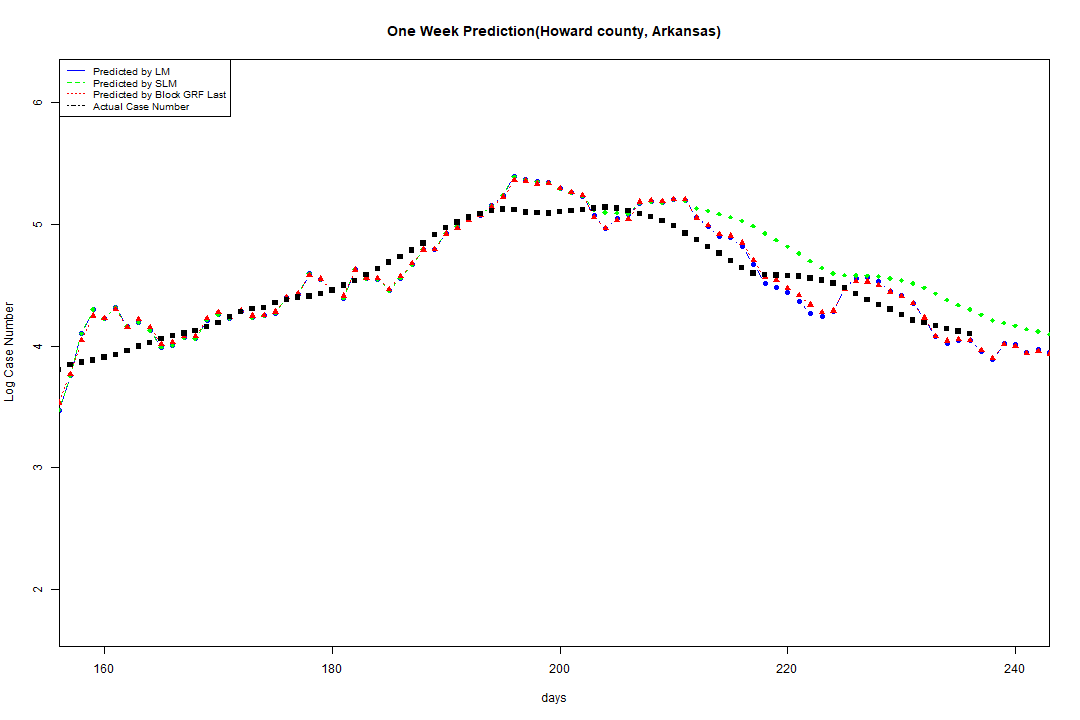 One Week Prediction(Howard county, Arkansas)
Predicted by LM
Predicted by SLM
Predicted by Block GRF Last
Actual Case Number
6
5
4
3
2
Log Case Number
160 180 200 220 240
days